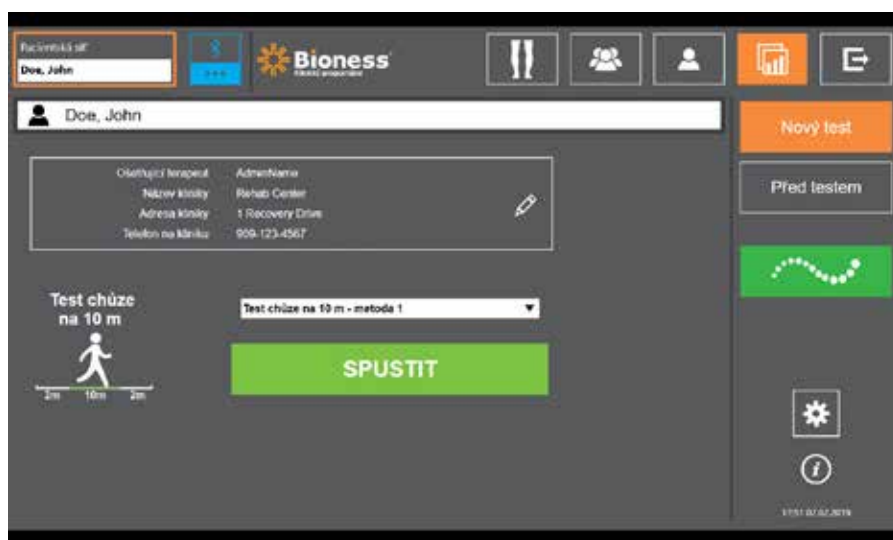 Pacientská síť
Doe, John
Bioness
Doe, John
Nový test
Před testem
Ošetřující terapeut AdminName
Název kliniky Rehab Center
Adresa kliniky 1 Recovery Drive
Telefon na kliniku 909-123-4567
Test chůze
na 10 m
Test chůze na 10 m - metoda 1
SPUSTIT
2m 10m 2m